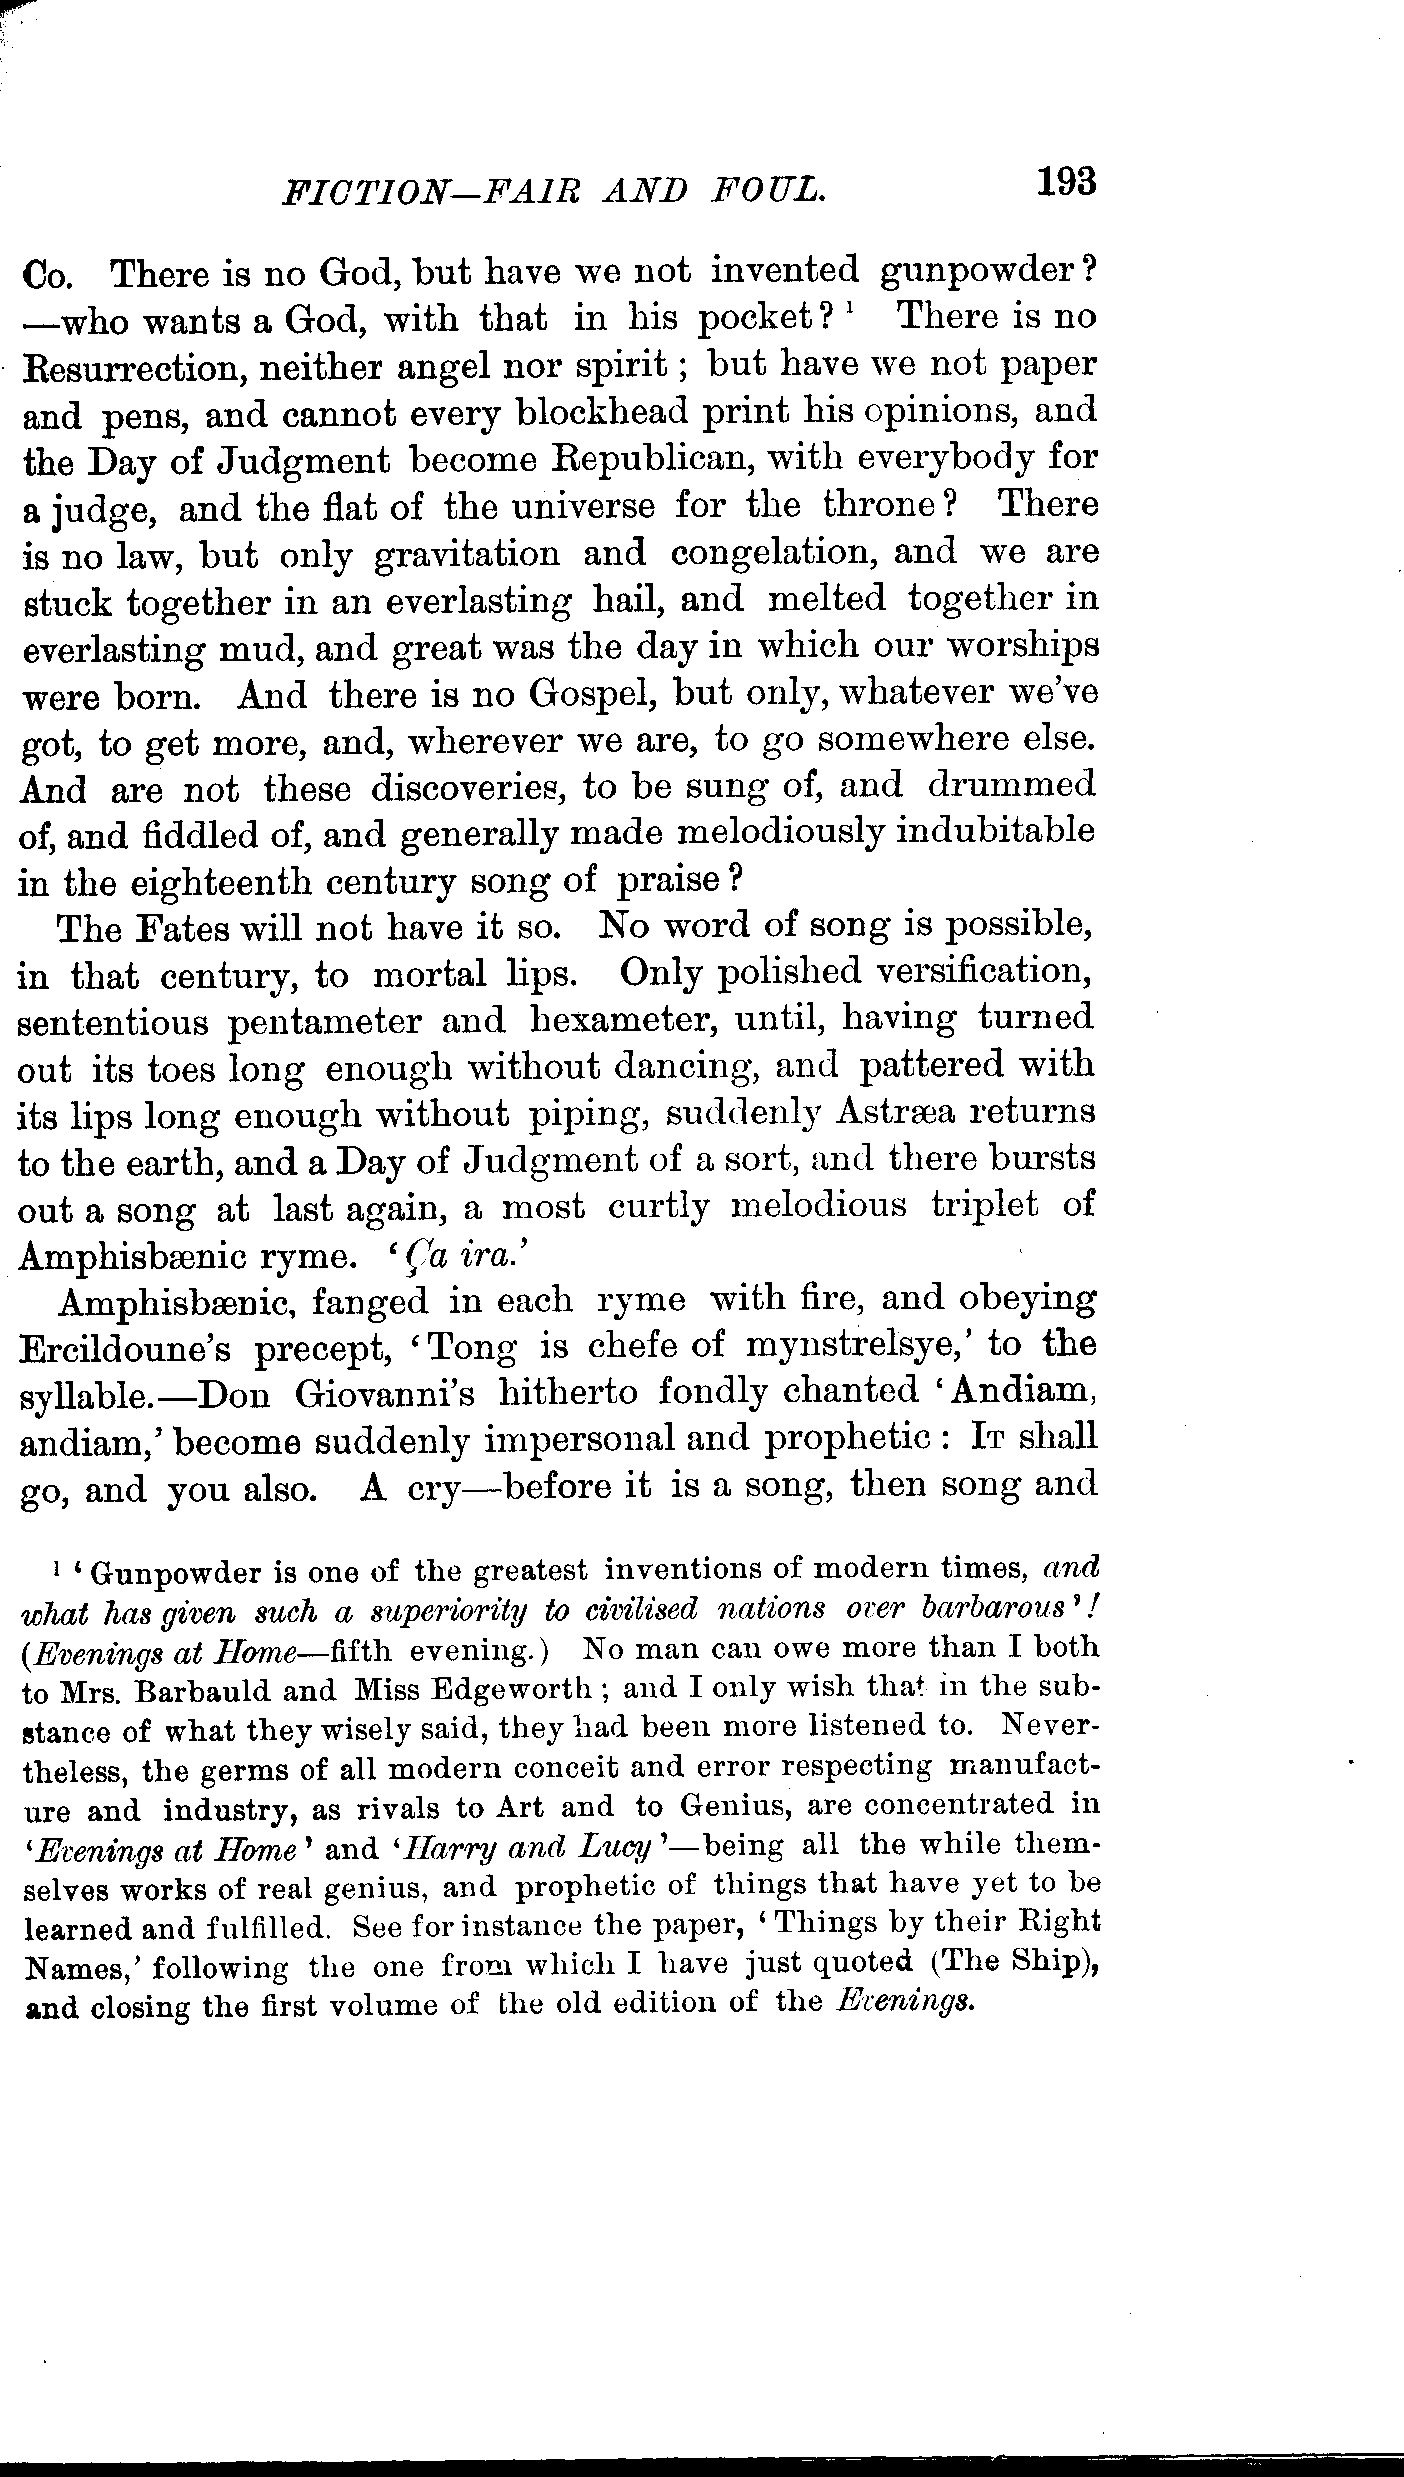 FICTION—FAIR AND FOUL. 193
Co. There is no God, but have we not invented gunpowder?
—who wants a God, with that in his pocket? ¹ There is no
Resurrection, neither angel nor spirit; but have we not paper
and pens, and cannot every blockhead print his opinions, and
the Day of Judgment become Republican, with everybody for
a judge, and the flat of the universe for the throne? There
is no law, but only gravitation and congelation, and we are
stuck together in an everlasting hail, and melted together in
everlasting mud, and great was the day in which our worships
were born. And there is no Gospel, but only, whatever we've
got, to get more, and, wherever we are, to go somewhere else.
And are not these discoveries, to be sung of, and drummed
of, and fiddled of, and generally made melodiously indubitable
in the eighteenth century song of praise?
The Fates will not have it so. No word of song is possible,
in that century, to mortal lips. Only polished versification,
sententious pentameter and hexameter, until, having turned
out its toes long enough without dancing, and pattered with
its lips long enough without piping, suddenly Astræa returns
to the earth, and a Day of Judgment of a sort, and there bursts
out a song at last again, a most curtly melodious triplet of
Amphisbænic ryme. ‘Ça ira.’
Amphisbænic, fanged in each ryme with fire, and obeying
Ercildoune's precept, ‘Tong is chefe of mynstrelsye,’ to the
syllable.—Don Giovanni's hitherto fondly chanted ‘Andiam,
andiam,’ become suddenly impersonal and prophetic: IT shall
go, and you also. A cry—before it is a song, then song and
¹ ‘Gunpowder is one of the greatest inventions of modern times, and
what has given such a superiority to civilised nations over barbarous’!
(Evenings at Home—fifth evening.) No man can owe more than I both
to Mrs. Barbauld and Miss Edgeworth; and I only wish that in the sub-
stance of what they wisely said, they had been more listened to. Never-
theless, the germs of all modern conceit and error respecting manufact-
ure and industry, as rivals to Art and to Genius, are concentrated in
‘Evenings at Home’ and ‘Harry and Lucy’—being all the while them-
selves works of real genius, and prophetic of things that have yet to be
learned and fulfilled. See for instance the paper, ‘Things by their Right
Names,’ following the one from which I have just quoted (The Ship),
and closing the first volume of the old edition of the Evenings.